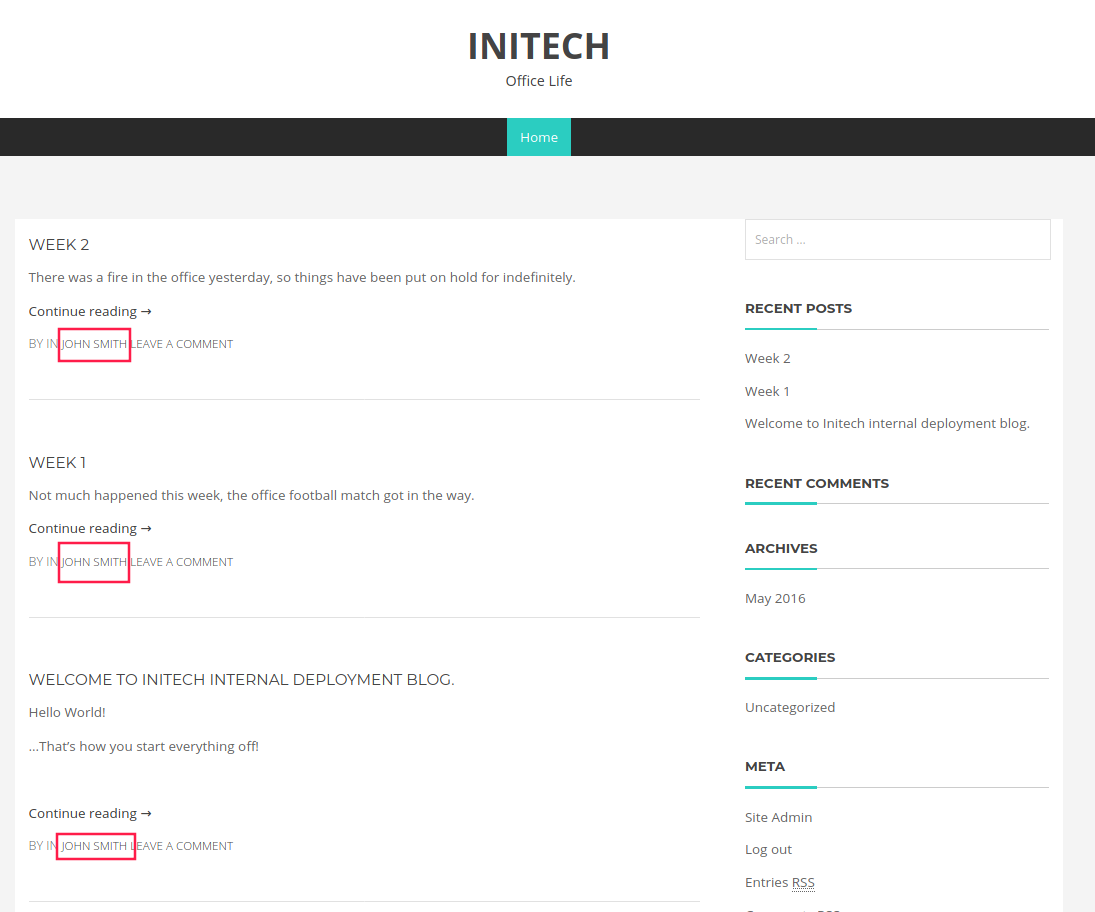 INITECH
Office Life
Home
WEEK 2
There was a fire in the office yesterday, so things have been put on hold for indefinitely.
Continue reading →
BY IN JOHN SMITH LEAVE A COMMENT
WEEK 1
Not much happened this week, the office football match got in the way.
Continue reading →
BY IN JOHN SMITH LEAVE A COMMENT
WELCOME TO INITECH INTERNAL DEPLOYMENT BLOG.
Hello World!
…That’s how you start everything off!
Continue reading →
BY IN JOHN SMITH LEAVE A COMMENT
Search …
RECENT POSTS
Week 2
Week 1
Welcome to Initech internal deployment blog.
RECENT COMMENTS
ARCHIVES
May 2016
CATEGORIES
Uncategorized
META
Site Admin
Log out
Entries RSS